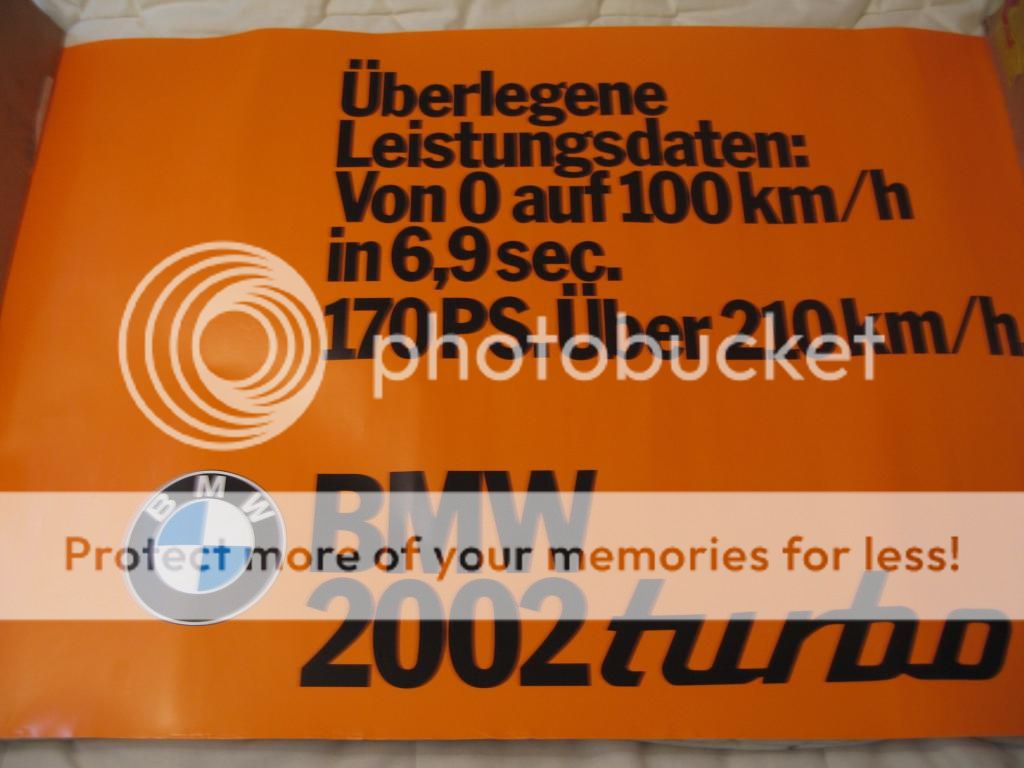 Überlegene
Leistungsdaten:
Von 0 auf 100 km/h
in 6,9 sec.
170 PS. Über 210 km/h
photobucket
BMW
BMW
Protect more of your memories for less!
2002 turbo